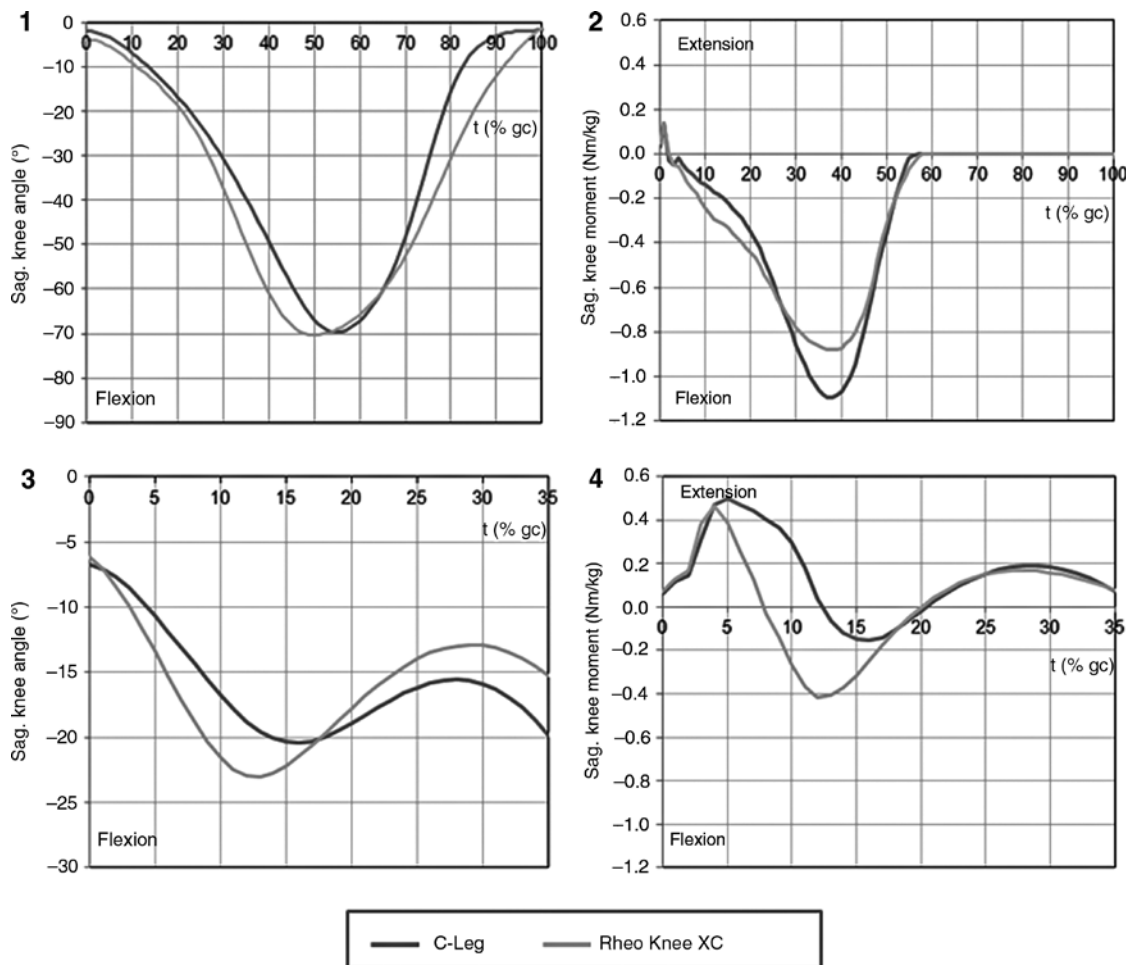 1
0
0 10 20 30 40 50 60 70 80 90 100
–10
–20
–30
–40
–50
–60
–70
–80
–90
t (% gc)
Sag. knee angle (°)
Flexion
2
0.6
Extension
0.4
0.2
0.0
0 10 20 30 40 50 60 70 80 90 100
–0.2
–0.4
–0.6
–0.8
–1.0
–1.2
t (% gc)
Sag. knee moment (Nm/kg)
Flexion
3
0
0 5 10 15 20 25 30 35
–5
–10
–15
–20
–25
–30
t (% gc)
Sag. knee angle (°)
Flexion
4
0.6
Extension
0.4
0.2
0.0
0 5 10 15 20 25 30 35
–0.2
–0.4
–0.6
–0.8
–1.0
–1.2
t (% gc)
Sag. knee moment (Nm/kg)
Flexion
C-Leg Rheo Knee XC